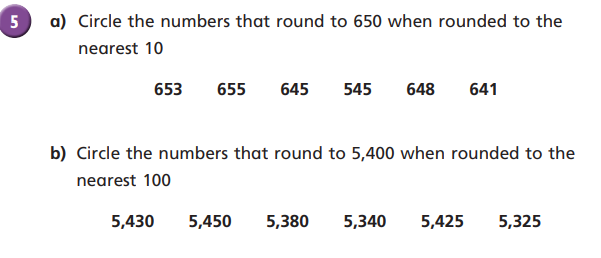 5 a) Circle the numbers that round to 650 when rounded to the
nearest 10
653 655 645 545 648 641
b) Circle the numbers that round to 5,400 when rounded to the
nearest 100
5,430 5,450 5,380 5,340 5,425 5,325